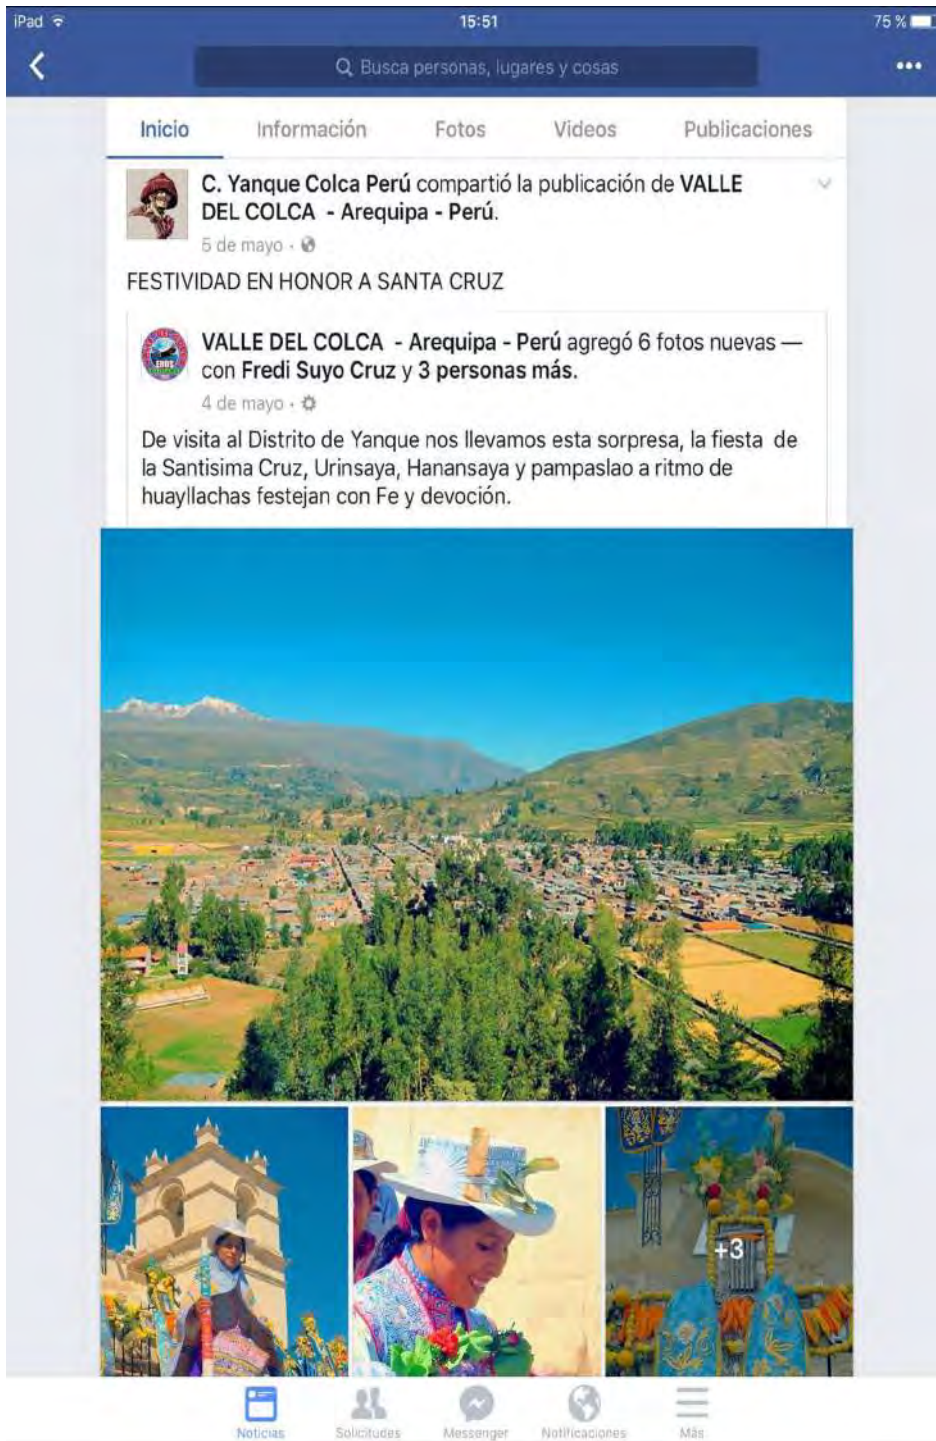 iPad 15:51 75 %
Busca personas, lugares y cosas
Inicio Información Fotos Videos Publicaciones
C. Yanque Colca Perú compartió la publicación de VALLE
DEL COLCA - Arequipa - Perú.
5 de mayo ·
FESTIVIDAD EN HONOR A SANTA CRUZ
VALLE DEL COLCA - Arequipa - Perú agregó 6 fotos nuevas —
con Fredi Suyo Cruz y 3 personas más.
4 de mayo ·
De visita al Distrito de Yanque nos llevamos esta sorpresa, la fiesta de
la Santisima Cruz, Urinsaya, Hanansaya y pampaslao a ritmo de
huayllachas festejan con Fe y devoción.
+3
Noticias Solicitudes Messenger Notificaciones Más